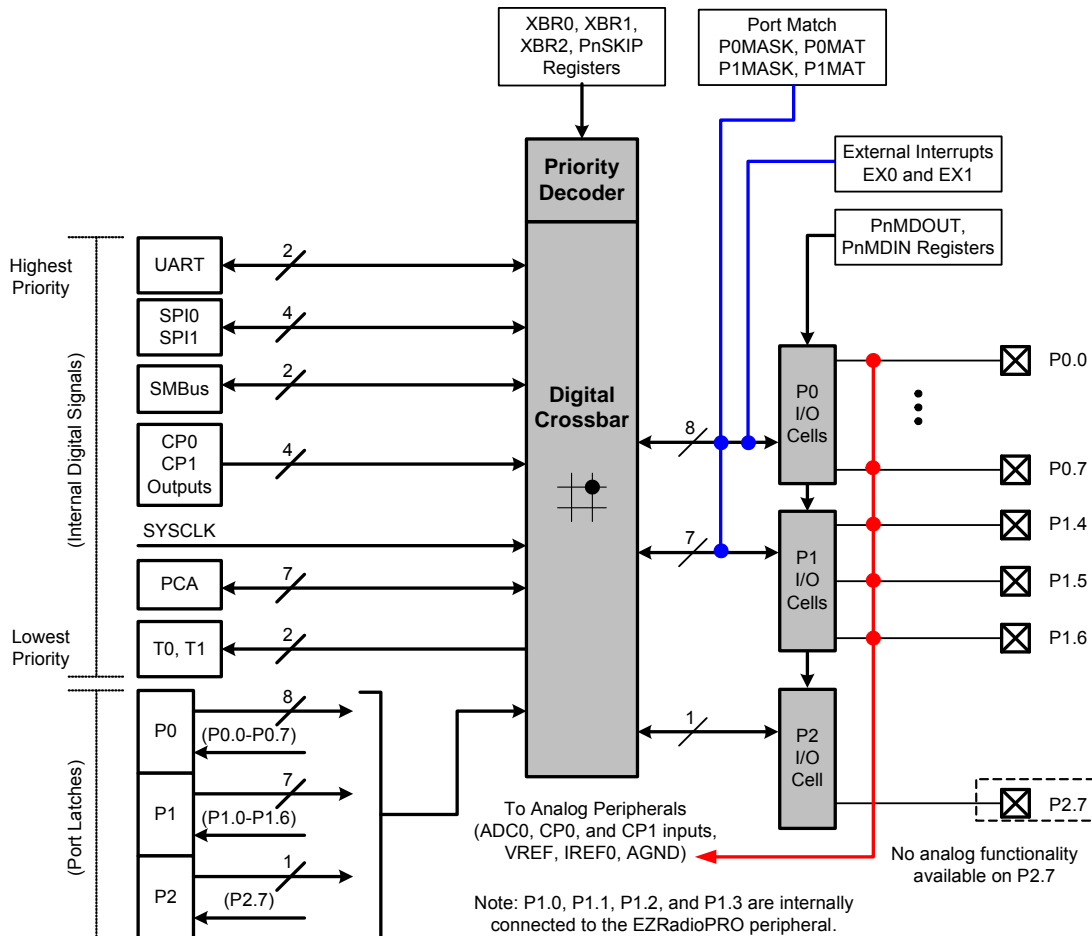 XBR0, XBR1,
XBR2, PnSKIP
Registers
Port Match
P0MASK, P0MAT
P1MASK, P1MAT
External Interrupts
EX0 and EX1
PnMDOUT,
PnMDIN Registers
Priority
Decoder
Digital
Crossbar
Highest
Priority
(Internal Digital Signals)
Lowest
Priority
UART
2
SPI0
SPI1
4
SMBus
2
CP0
CP1
Outputs
4
SYSCLK
PCA
7
T0, T1
2
(Port Latches)
P0
8
(P0.0-P0.7)
P1
7
(P1.0-P1.6)
P2
1
(P2.7)
8
7
1
P0
I/O
Cells
P1
I/O
Cells
P2
I/O
Cell
P0.0
P0.7
P1.4
P1.5
P1.6
P2.7
To Analog Peripherals
(ADC0, CP0, and CP1 inputs,
VREF, IREF0, AGND)
No analog functionality
available on P2.7
Note: P1.0, P1.1, P1.2, and P1.3 are internally
connected to the EZRadioPRO peripheral.